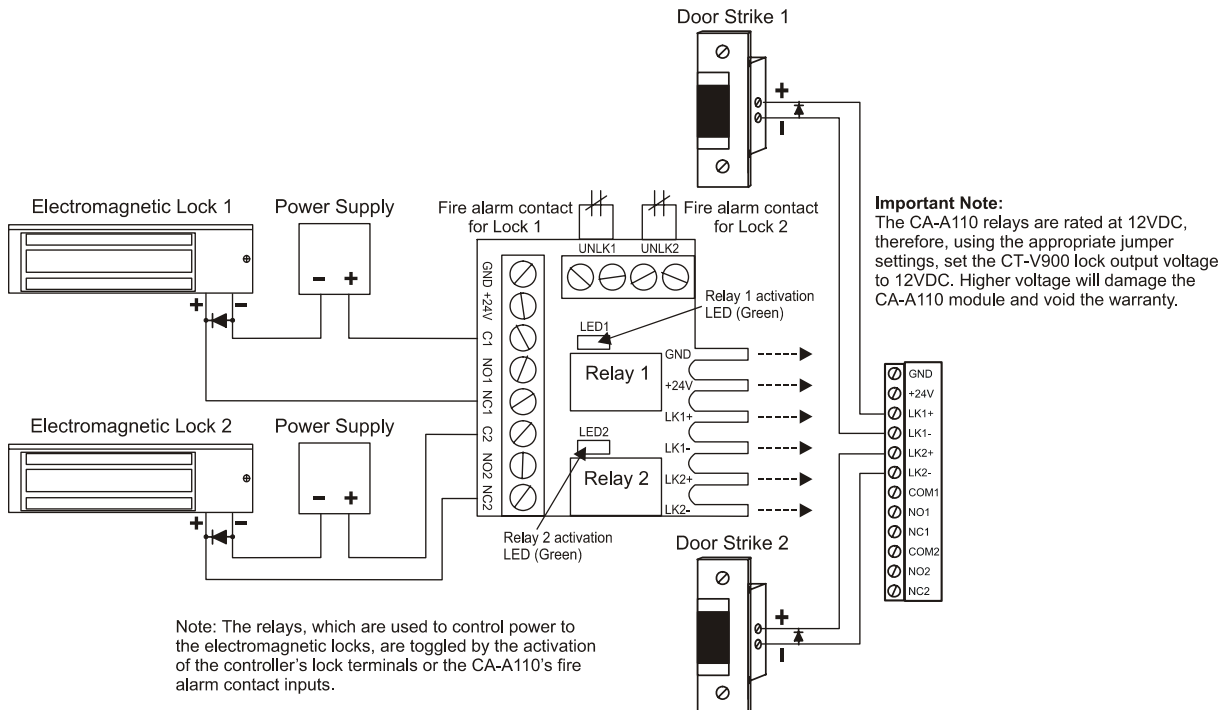 Door Strike 1
+
–
Important Note:
The CA-A110 relays are rated at 12VDC,
therefore, using the appropriate jumper
settings, set the CT-V900 lock output voltage
to 12VDC. Higher voltage will damage the
CA-A110 module and void the warranty.
Electromagnetic Lock 1
+
–
Power Supply
– +
Fire alarm contact
for Lock 1
Fire alarm contact
for Lock 2
UNLK1
UNLK2
GND
+24V
C1
NO1
NC1
C2
NO2
NC2
Relay 1 activation
LED (Green)
LED1
Relay 1
LED2
Relay 2
GND
+24V
LK1+
LK1-
LK2+
LK2-
Relay 2 activation
LED (Green)
Electromagnetic Lock 2
+
–
Power Supply
– +
GND
+24V
LK1+
LK1-
LK2+
LK2-
COM1
NO1
NC1
COM2
NO2
NC2
Door Strike 2
+
–
Note: The relays, which are used to control power to
the electromagnetic locks, are toggled by the activation
of the controller's lock terminals or the CA-A110's fire
alarm contact inputs.